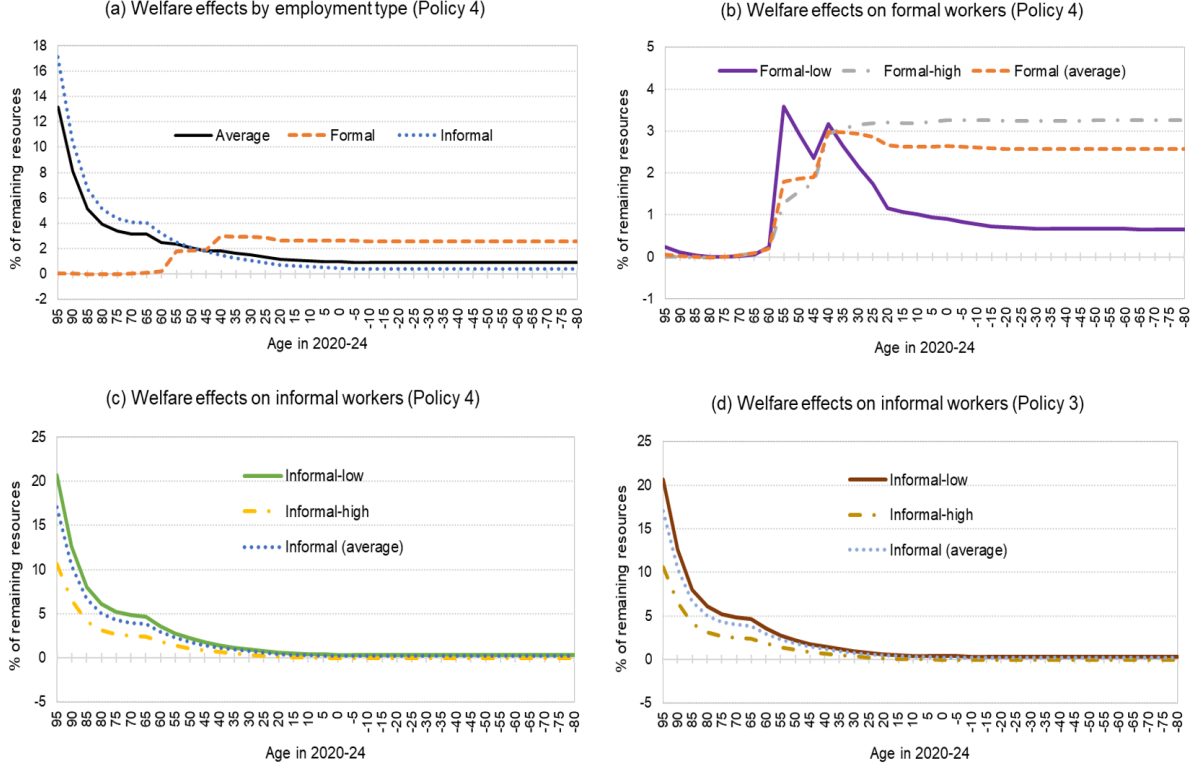 (a) Welfare effects by employment type (Policy 4)
% of remaining resources
18
16
14
12
10
8
6
4
2
0
-2
Average Formal Informal
95 90 85 80 75 70 65 60 55 50 45 40 35 30 25 20 15 10 5 0 -5 -10 -15 -20 -25 -30 -35 -40 -45 -50 -55 -60 -65 -70 -75 -80
Age in 2020-24
(b) Welfare effects on formal workers (Policy 4)
% of remaining resources
5
4
3
2
1
0
-1
Formal-low Formal-high Formal (average)
95 90 85 80 75 70 65 60 55 50 45 40 35 30 25 20 15 10 5 0 -5 -10 -15 -20 -25 -30 -35 -40 -45 -50 -55 -60 -65 -70 -75 -80
Age in 2020-24
(c) Welfare effects on informal workers (Policy 4)
% of remaining resources
25
20
15
10
5
0
-5
Informal-low
Informal-high
Informal (average)
95 90 85 80 75 70 65 60 55 50 45 40 35 30 25 20 15 10 5 0 -5 -10 -15 -20 -25 -30 -35 -40 -45 -50 -55 -60 -65 -70 -75 -80
Age in 2020-24
(d) Welfare effects on informal workers (Policy 3)
% of remaining resources
25
20
15
10
5
0
-5
Informal-low
Informal-high
Informal (average)
95 90 85 80 75 70 65 60 55 50 45 40 35 30 25 20 15 10 5 0 -5 -10 -15 -20 -25 -30 -35 -40 -45 -50 -55 -60 -65 -70 -75 -80
Age in 2020-24